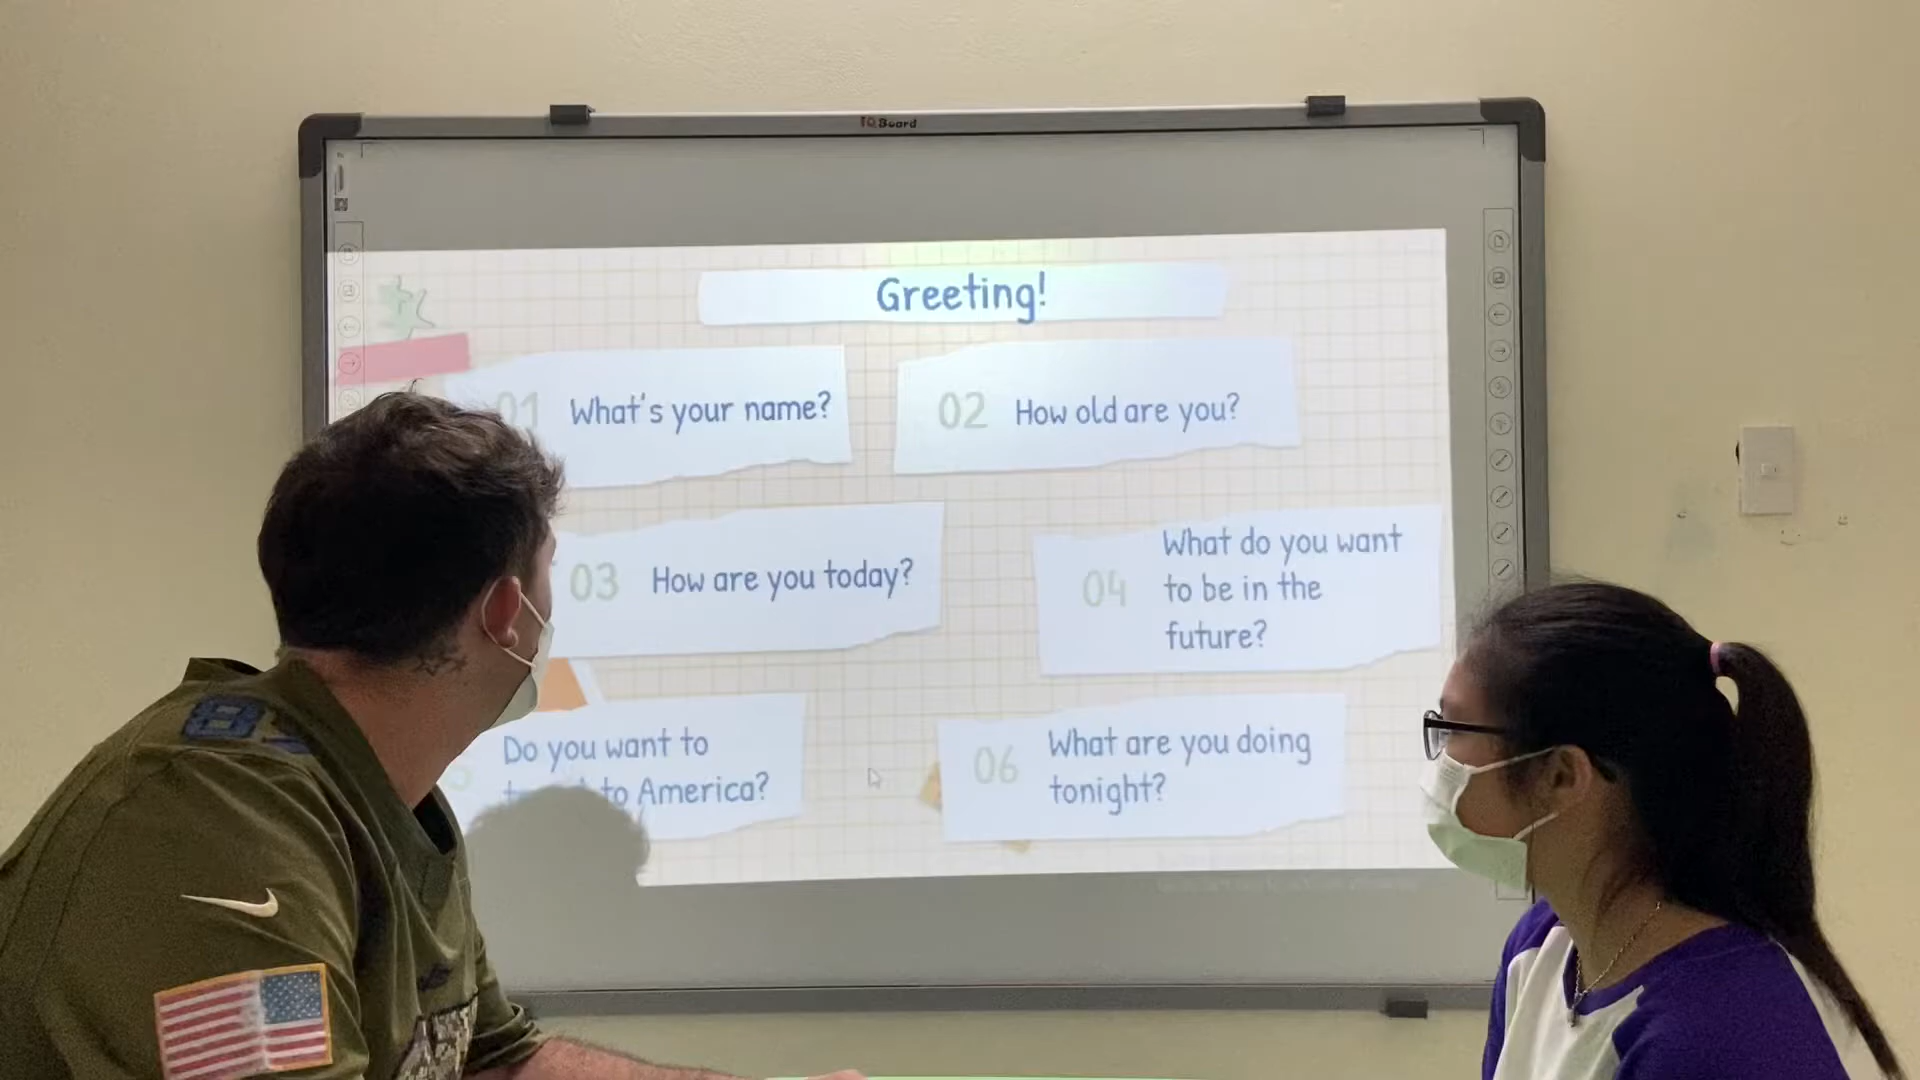 IQBoard
Greeting!
01 What's your name?
02 How old are you?
03 How are you today?
04 What do you want
to be in the
future?
Do you want to
to America?
06 What are you doing
tonight?